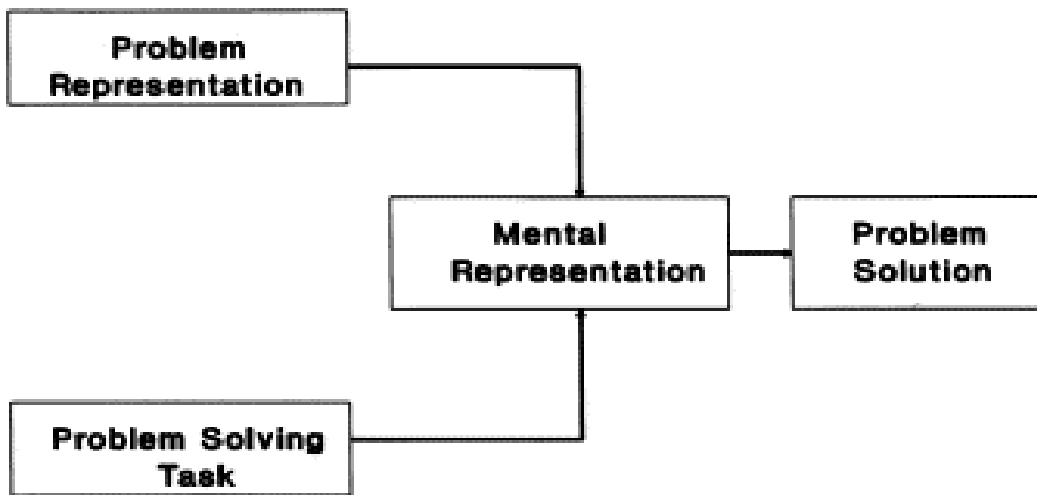 Problem
Representation
Mental
Representation
Problem
Solution
Problem Solving
Task